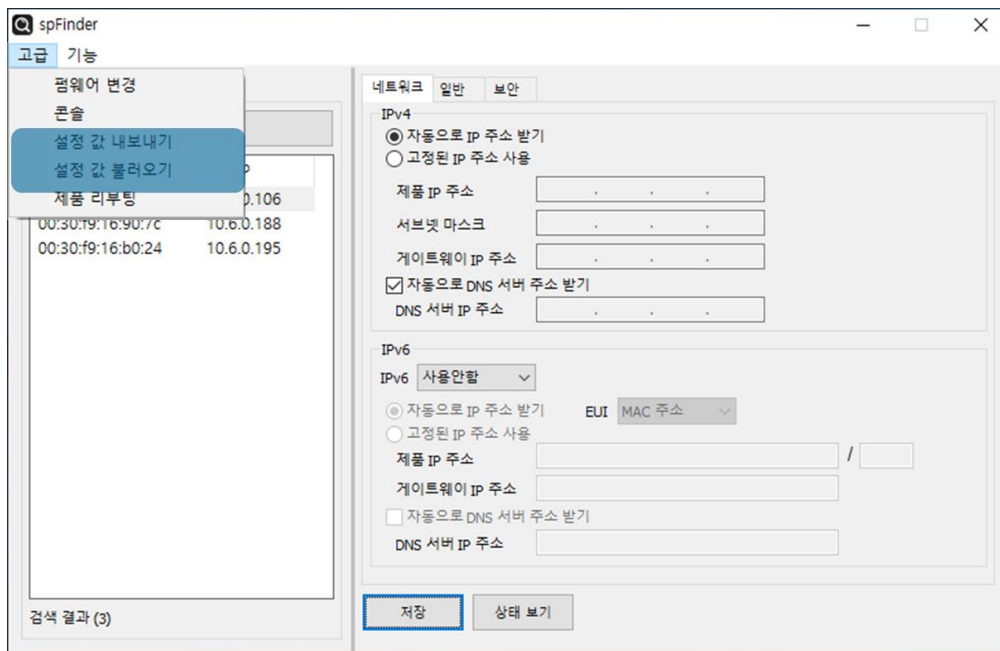 spFinder
고급 기능
펌웨어 변경
콘솔
설정 값 내보내기
설정 값 불러오기
제품 리부팅
0.106
00:30:f9:16:90:7c 10.6.0.188
00:30:f9:16:b0:24 10.6.0.195
검색 결과 (3)
네트워크 일반 보안
IPv4
자동으로 IP 주소 받기
고정된 IP 주소 사용
제품 IP 주소 . . .
서브넷 마스크 . . .
게이트웨이 IP 주소 . . .
자동으로 DNS 서버 주소 받기
DNS 서버 IP 주소 . . .
IPv6
IPv6 사용안함
자동으로 IP 주소 받기 EUI MAC 주소
고정된 IP 주소 사용
제품 IP 주소 /
게이트웨이 IP 주소
자동으로 DNS 서버 주소 받기
DNS 서버 IP 주소
저장 상태 보기